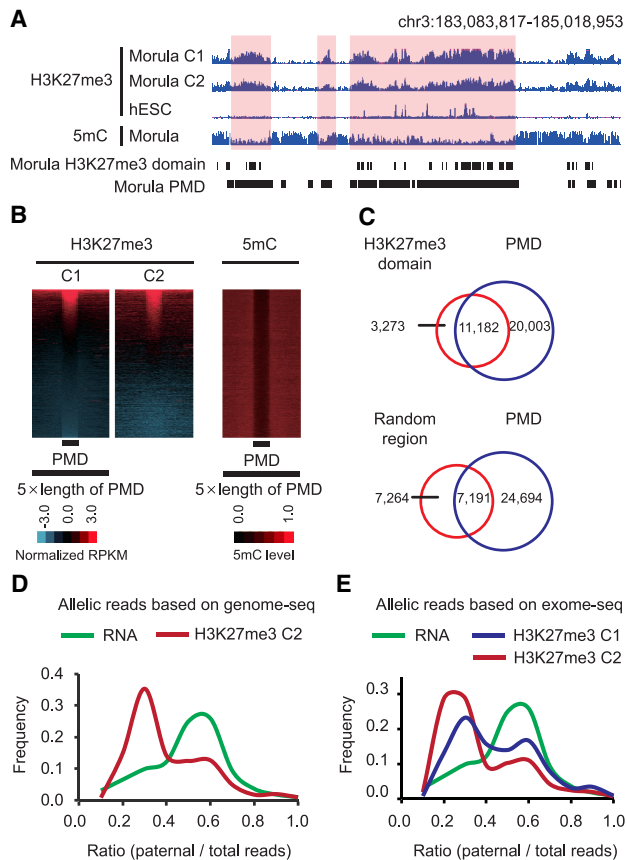 A
chr3:183,083,817-185,018,953
H3K27me3
Morula C1
Morula C2
hESC
5mC
Morula
Morula H3K27me3 domain
Morula PMD
B
H3K27me3
5mC
C1
C2
PMD
PMD
5×length of PMD
5×length of PMD
-3.0
0.0
3.0
Normalized RPKM
0.0
1.0
5mC level
C
H3K27me3
domain
PMD
3,273
11,182
20,003
Random
region
PMD
7,264
7,191
24,694
D
Allelic reads based on genome-seq
RNA
H3K27me3 C2
Frequency
0.4
0.3
0.2
0.1
0.0
0.0 0.2 0.4 0.6 0.8 1.0
Ratio (paternal / total reads)
E
Allelic reads based on exome-seq
RNA
H3K27me3 C1
H3K27me3 C2
Frequency
0.3
0.2
0.1
0.0
0.0 0.2 0.4 0.6 0.8 1.0
Ratio (paternal / total reads)